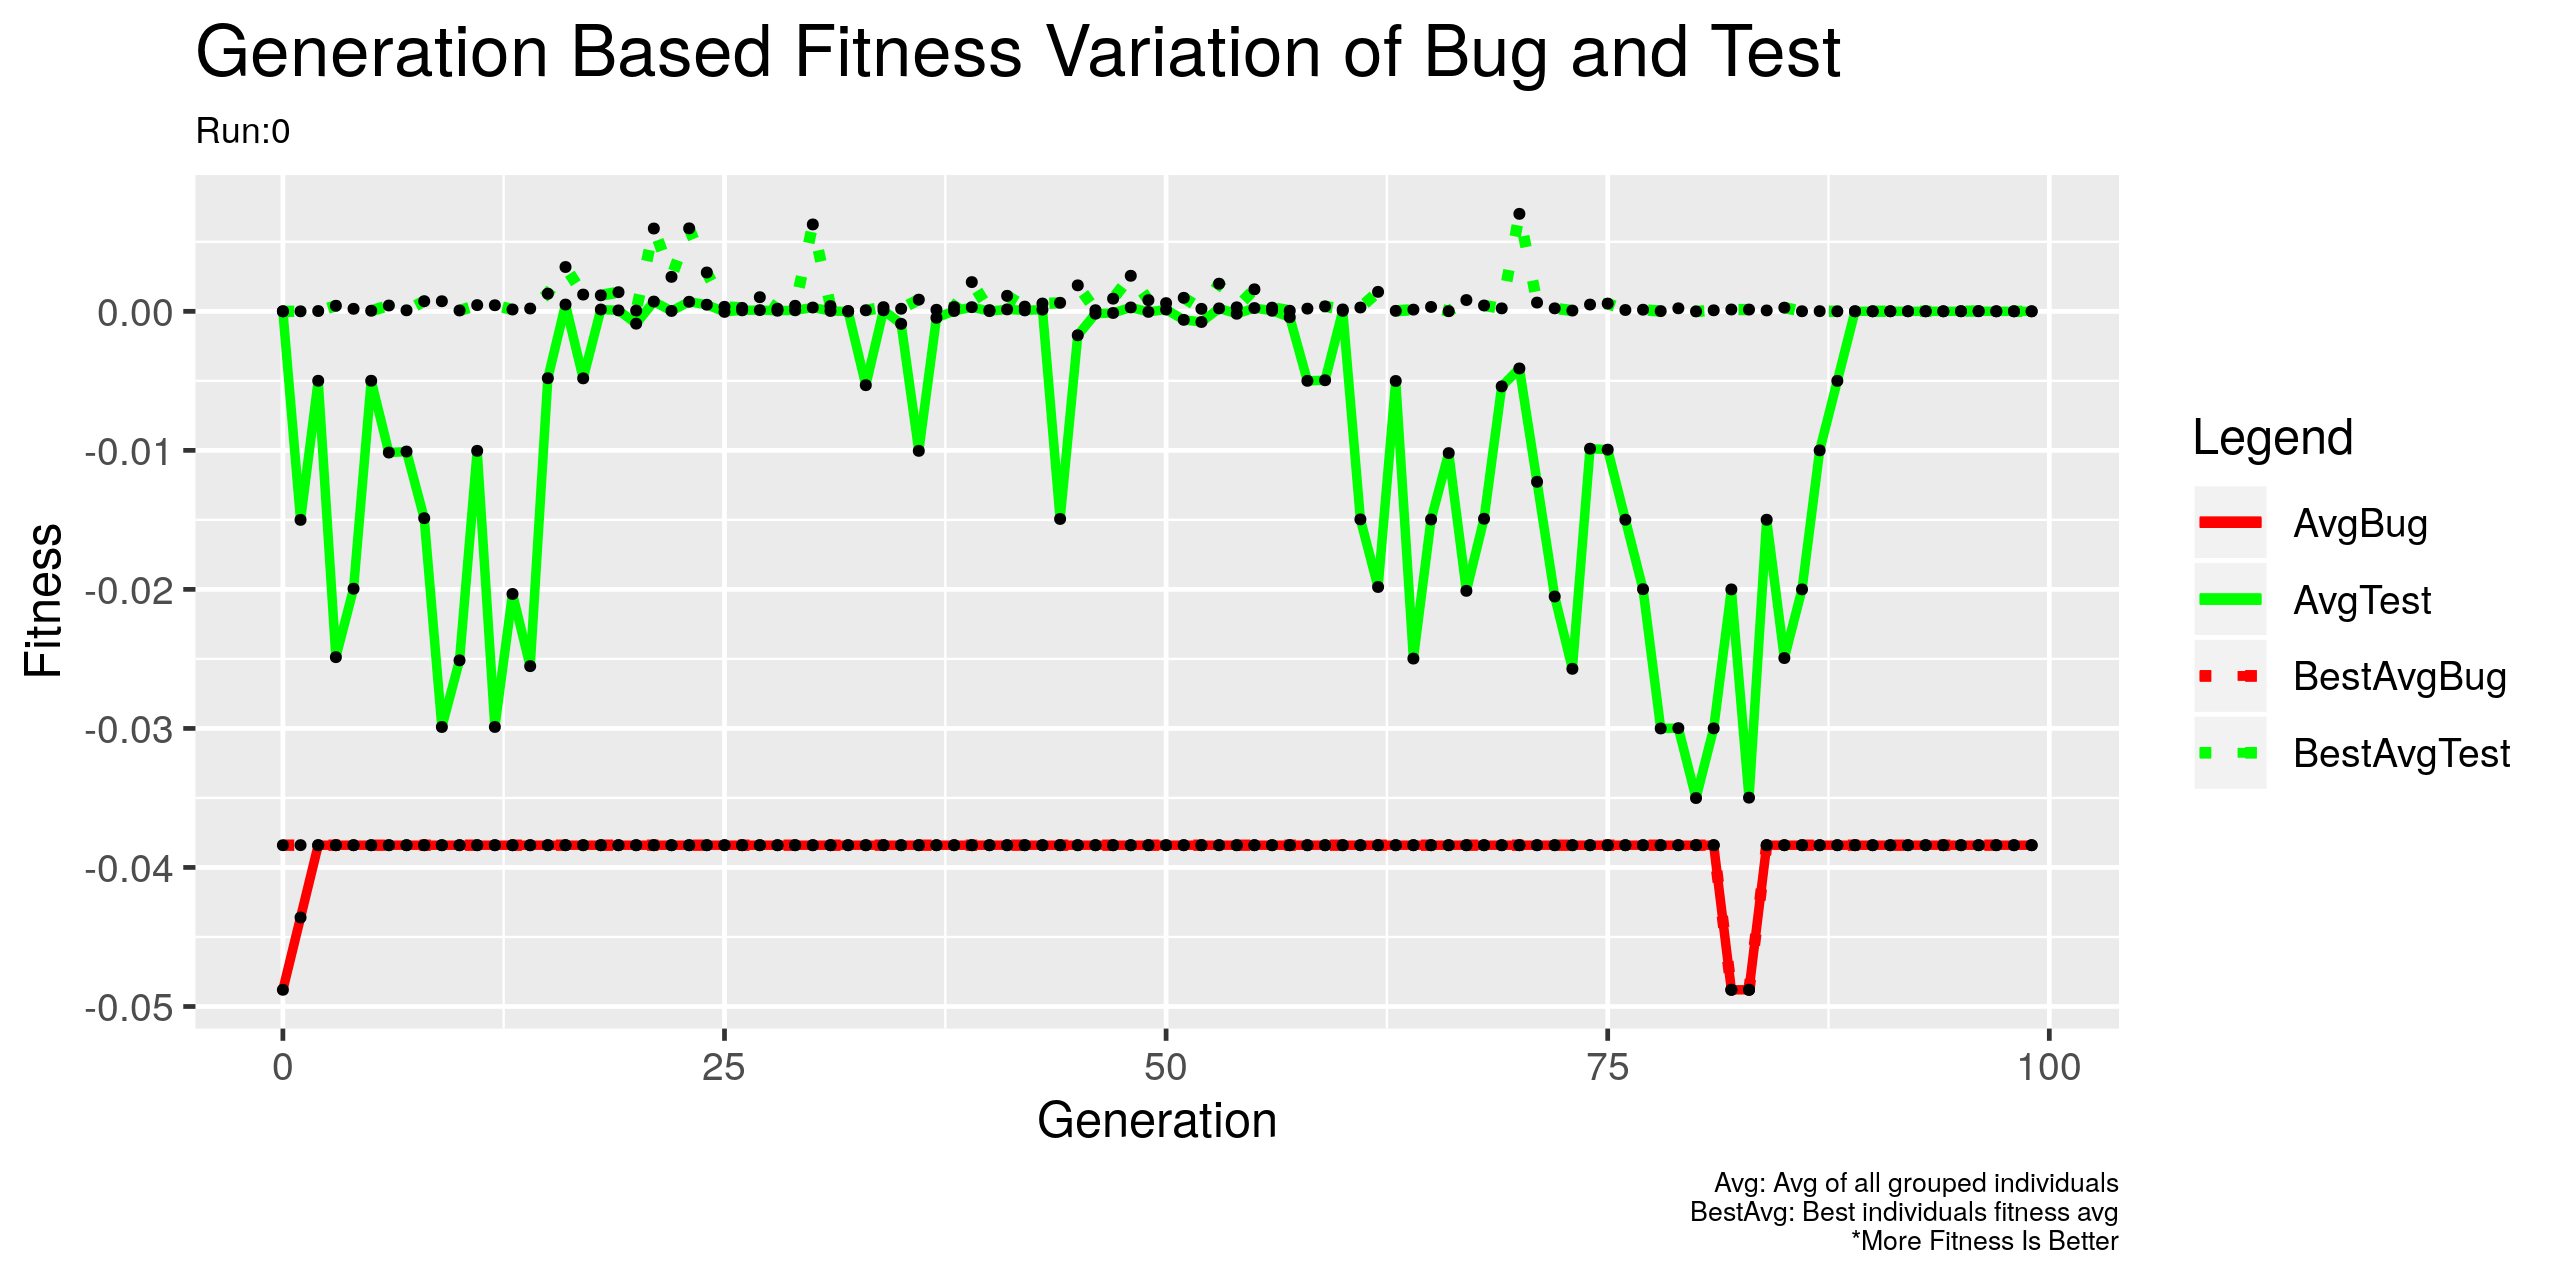 Generation Based Fitness Variation of Bug and Test
Run:0
Fitness
0.00
-0.01
-0.02
-0.03
-0.04
-0.05
0 25 50 75 100
Generation
Legend
AvgBug
AvgTest
BestAvgBug
BestAvgTest
Avg: Avg of all grouped individuals
BestAvg: Best individuals fitness avg
*More Fitness Is Better